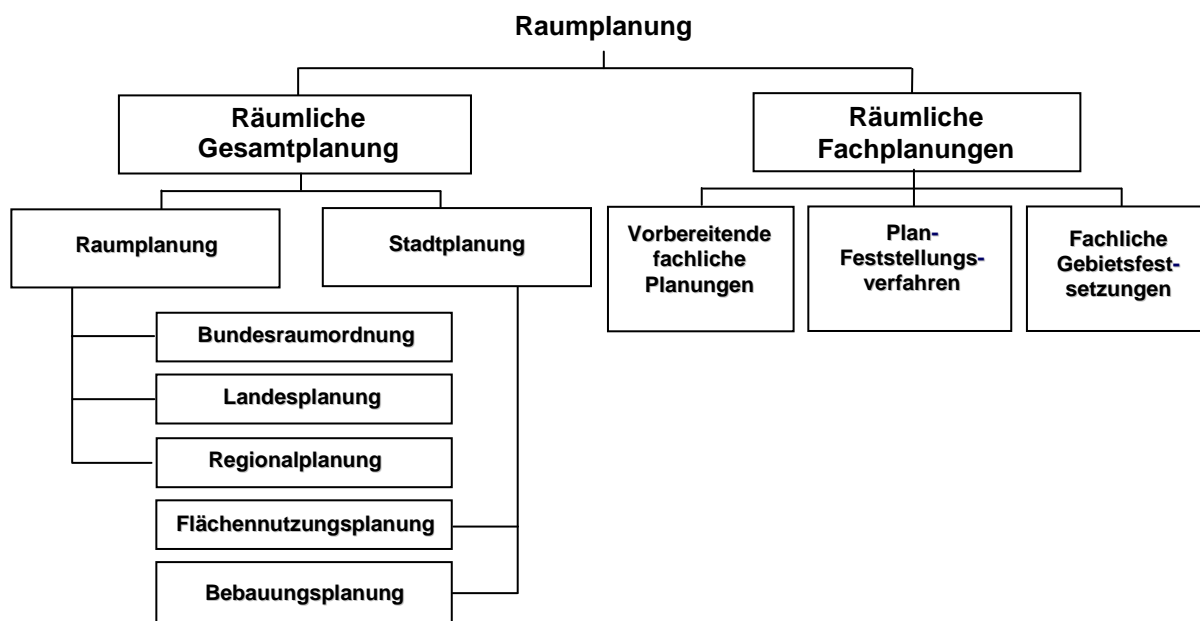 Raumplanung
Räumliche
Gesamtplanung
Räumliche
Fachplanungen
Raumplanung
Stadtplanung
Vorbereitende
fachliche
Planungen
Plan-
Feststellungs-
verfahren
Fachliche
Gebietsfest-
setzungen
Bundesraumordnung
Landesplanung
Regionalplanung
Flächennutzungsplanung
Bebauungsplanung